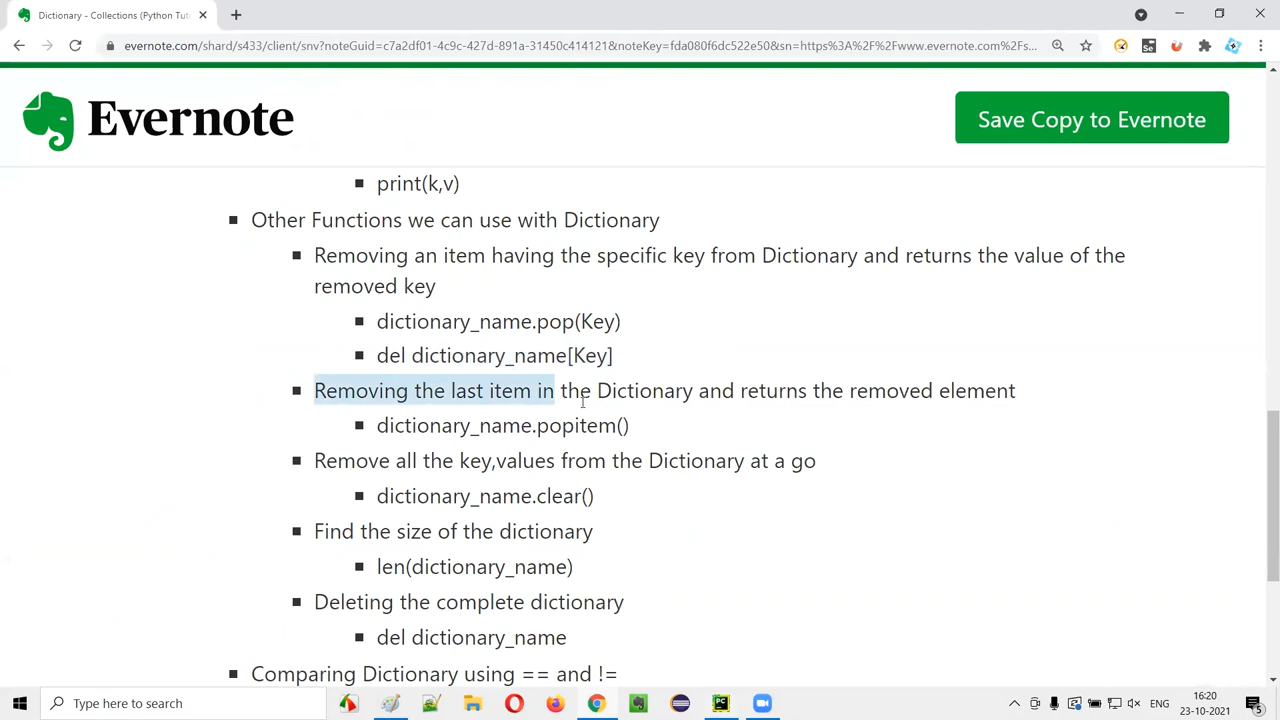 Dictionary - Collections (Python Tut
evernote.com/shard/s433/client/snv?noteGuid=c7a2df01-4c9c-427d-891a-31450c414121&noteKey=fda080f6dc522e50&sn=https%3A%2F%2Fwww.evernote.com%2Fs...
Evernote
Save Copy to Evernote
print(k,v)
Other Functions we can use with Dictionary
Removing an item having the specific key from Dictionary and returns the value of the
removed key
dictionary_name.pop(Key)
del dictionary_name[Key]
Removing the last item in the Dictionary and returns the removed element
dictionary_name.popitem()
Remove all the key,values from the Dictionary at a go
dictionary_name.clear()
Find the size of the dictionary
len(dictionary_name)
Deleting the complete dictionary
del dictionary_name
Comparing Dictionary using == and !=
Type here to search
ENG
16:20
23-10-2021
5